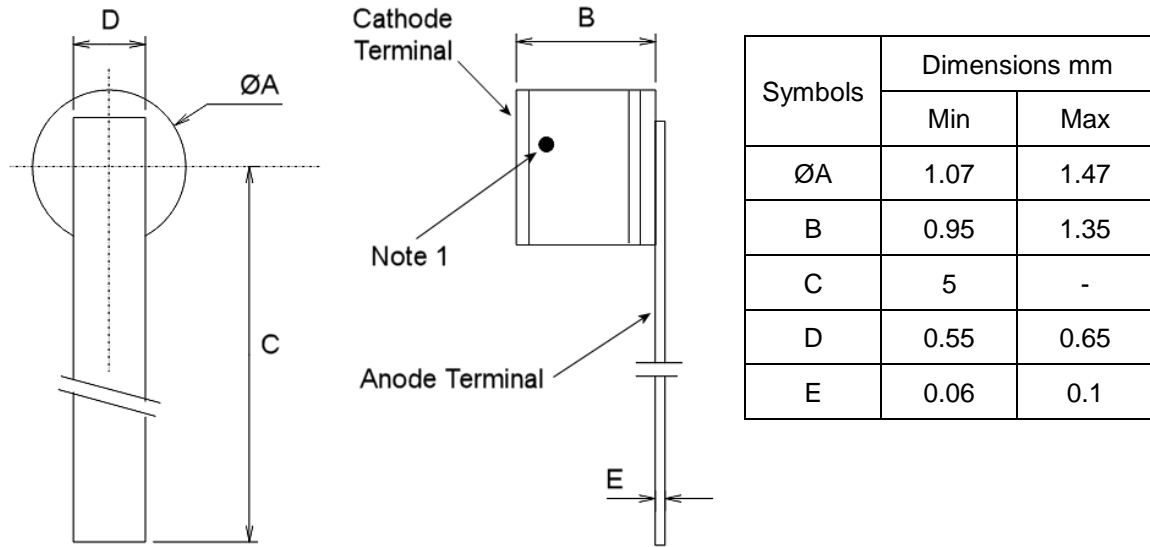 D
ØA
C
Cathode
Terminal
B
Note 1
Anode Terminal
E
Symbols Dimensions mm
Min Max
ØA 1.07 1.47
B 0.95 1.35
C 5 -
D 0.55 0.65
E 0.06 0.1